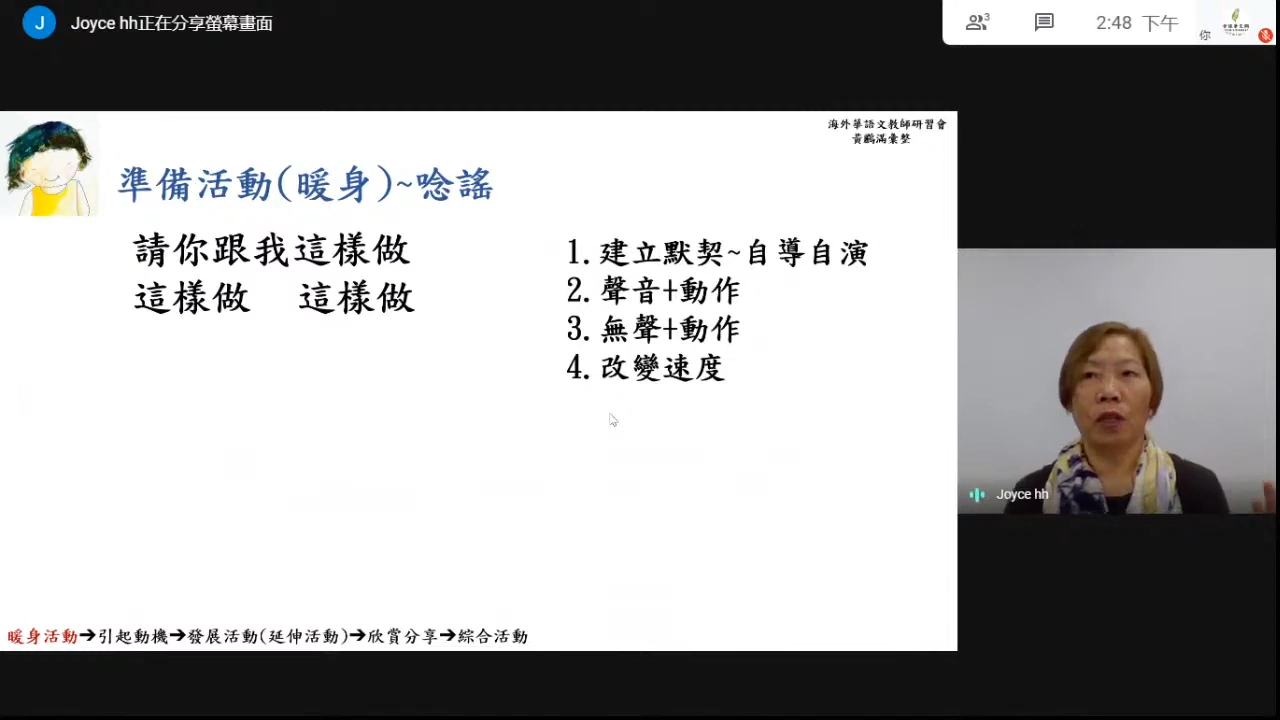 J Joyce hh正在分享螢幕畫面
3
2:48 下午
你
海外華語文教師研習會
黃鸝滿彙整
準備活動(暖身)~唸謠
請你跟我這樣做
這樣做 這樣做
1. 建立默契~自導自演
2. 聲音+動作
3. 無聲+動作
4. 改變速度
Joyce hh
暖身活動➔引起動機➔發展活動(延伸活動)➔欣賞分享➔綜合活動